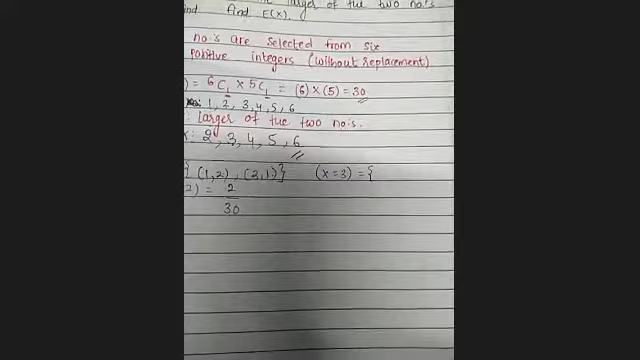 larger of the two no's
find E(X).
no's are selected from six
positive integers (without replacement)
) = 6C1 × 5C1 = (6) × (5) = 30
1, 2, 3, 4, 5, 6
: larger of the two no's.
X: 2, 3, 4, 5, 6
{ (1,2), (2,1) } (X=3) = {
2) = 2
30